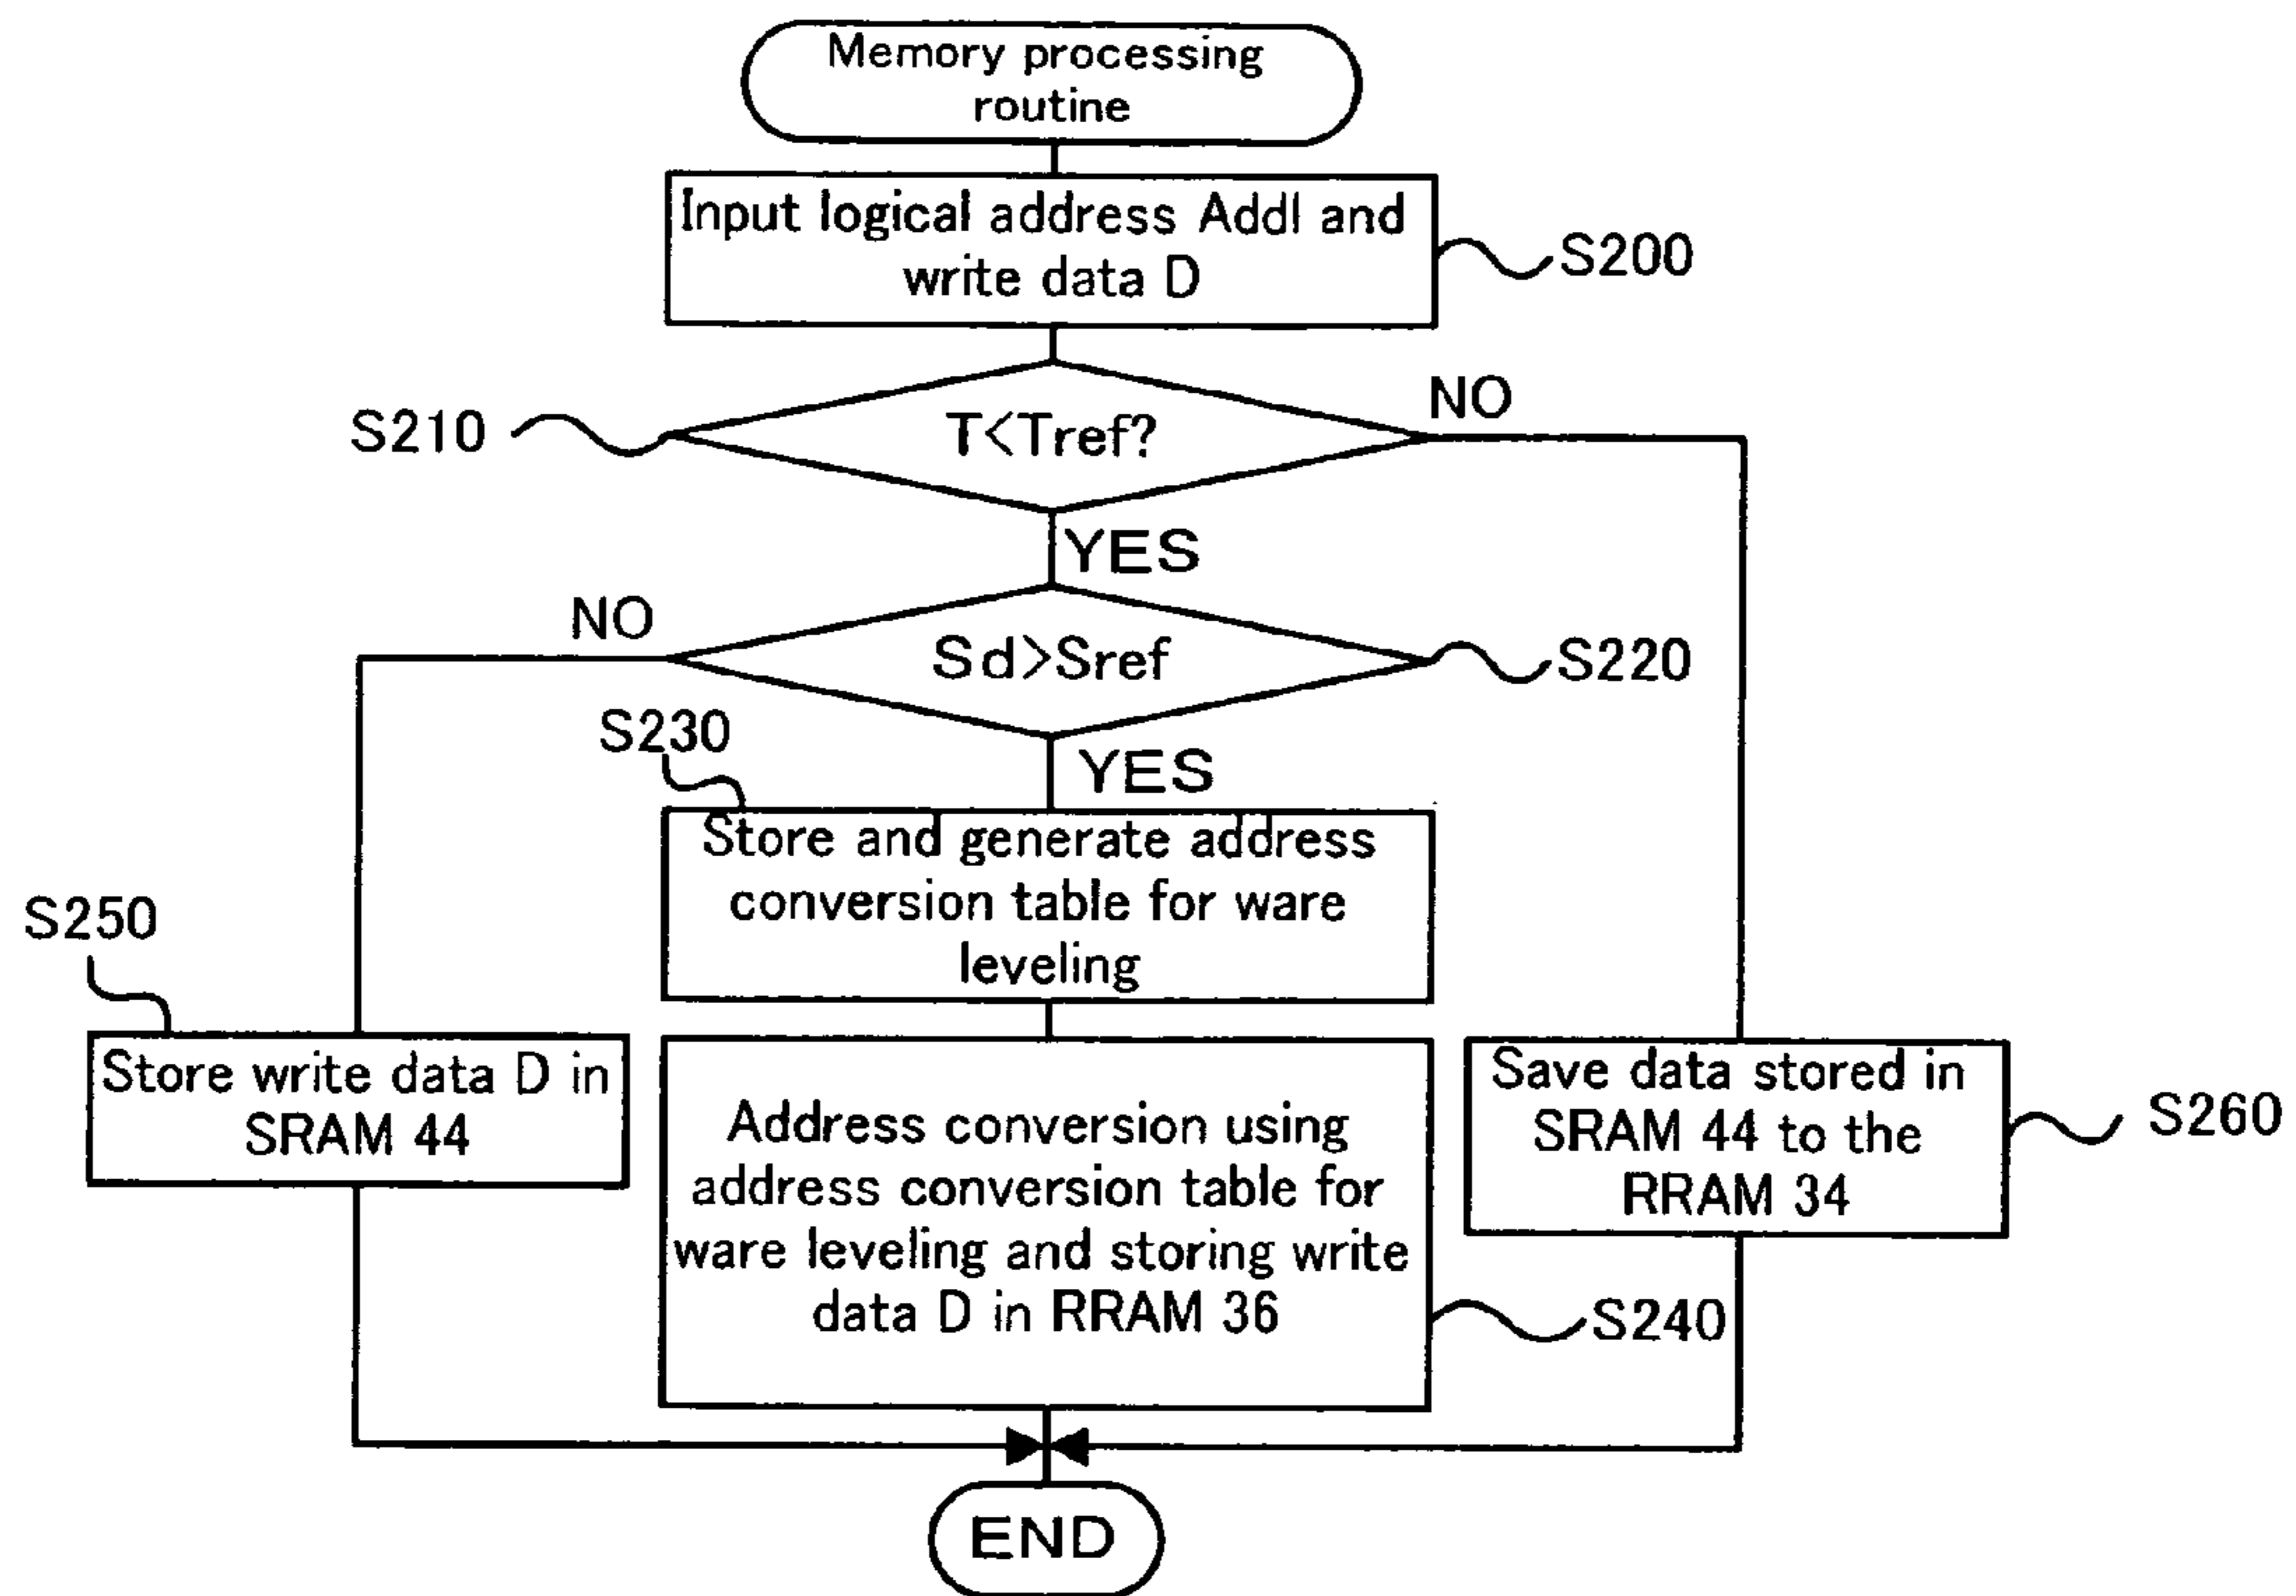 Memory processing
routine
Input logical address Addl and
write data D
S200
S210
T<Tref?
NO
YES
NO
Sd>Sref
S220
S230
YES
Store and generate address
conversion table for ware
leveling
S250
Store write data D in
SRAM 44
Address conversion using
address conversion table for
ware leveling and storing write
data D in RRAM 36
S240
Save data stored in
SRAM 44 to the
RRAM 34
S260
END